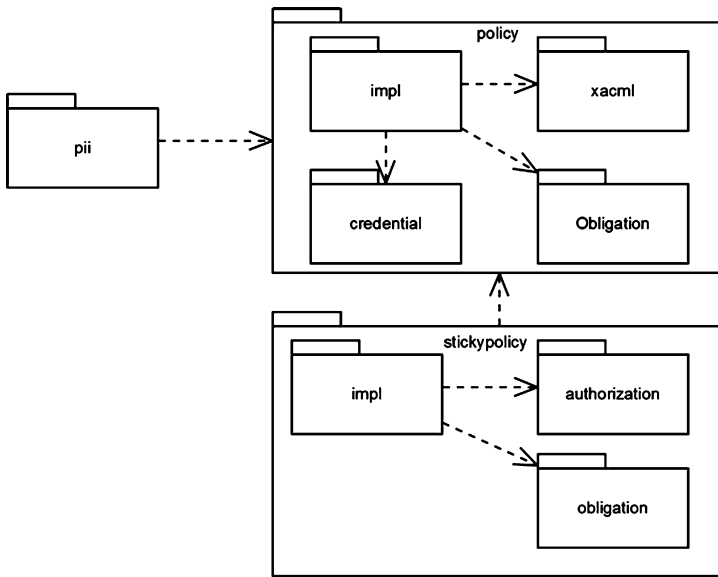 policy
impl
xacml
pii
credential
Obligation
stickypolicy
impl
authorization
obligation